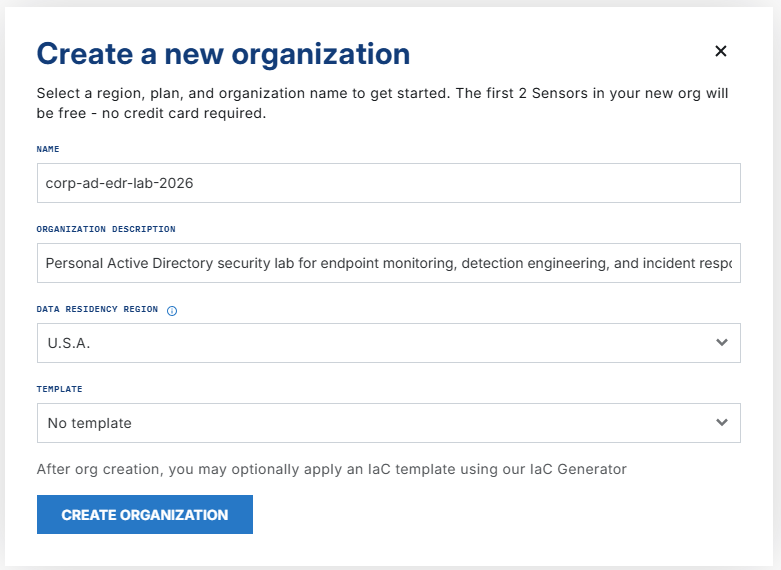 Create a new organization
Select a region, plan, and organization name to get started. The first 2 Sensors in your new org will
be free - no credit card required.
NAME
corp-ad-edr-lab-2026
ORGANIZATION DESCRIPTION
Personal Active Directory security lab for endpoint monitoring, detection engineering, and incident
DATA RESIDENCY REGION
U.S.A.
TEMPLATE
No template
After org creation, you may optionally apply an IaC template using our IaC Generator
CREATE ORGANIZATION